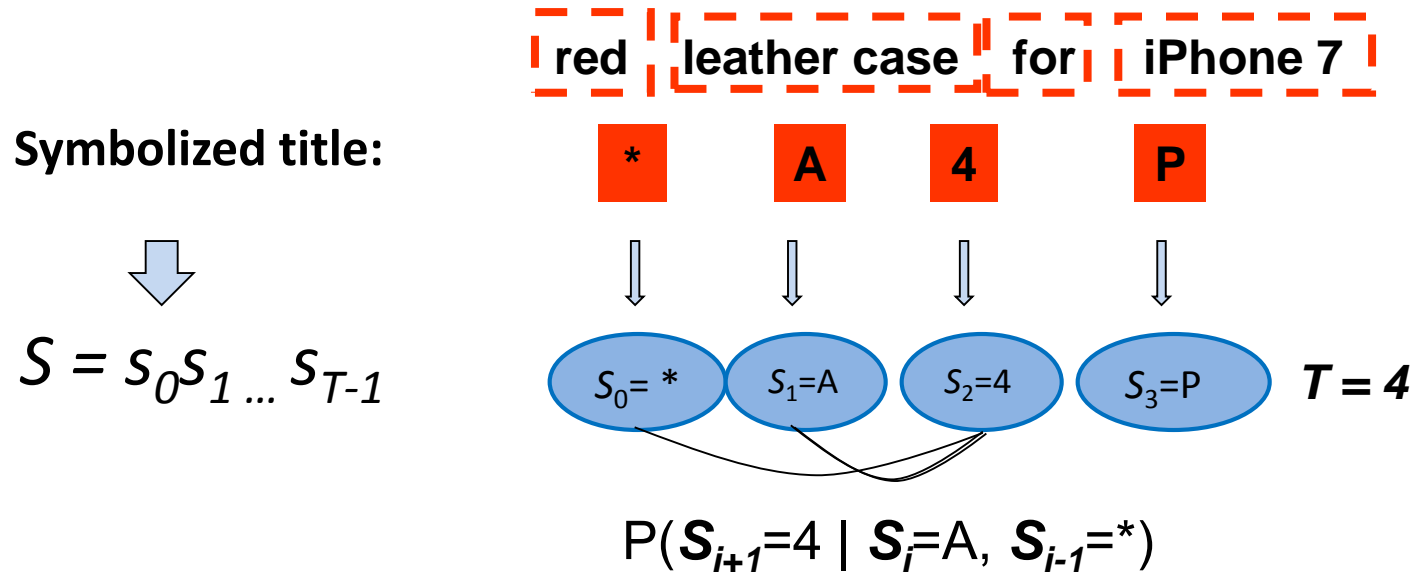 red leather case for iPhone 7
Symbolized title: * A 4 P
S = s0s1 ... sT-1 S0= * S1=A S2=4 S3=P T = 4
P(Si+1=4 | Si=A, Si-1=*)